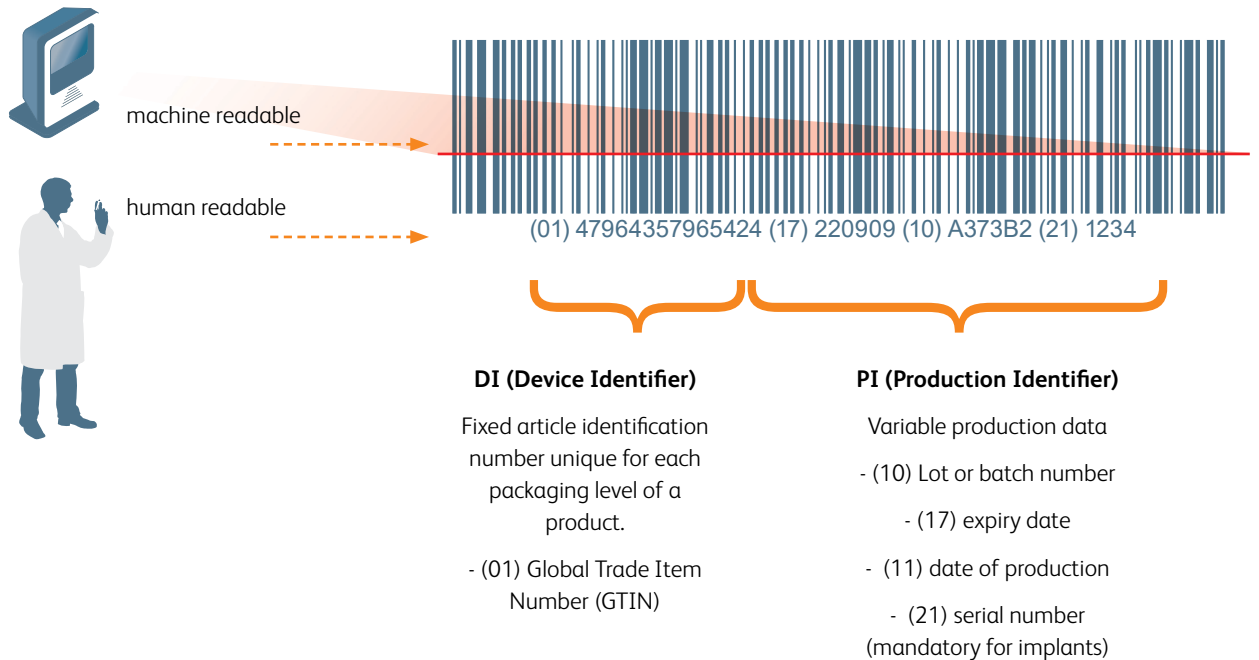 machine readable
human readable
(01) 47964357965424 (17) 220909 (10) A373B2 (21) 1234
DI (Device Identifier)
Fixed article identification
number unique for each
packaging level of a
product.
- (01) Global Trade Item
Number (GTIN)
PI (Production Identifier)
Variable production data
- (10) Lot or batch number
- (17) expiry date
- (11) date of production
- (21) serial number
(mandatory for implants)